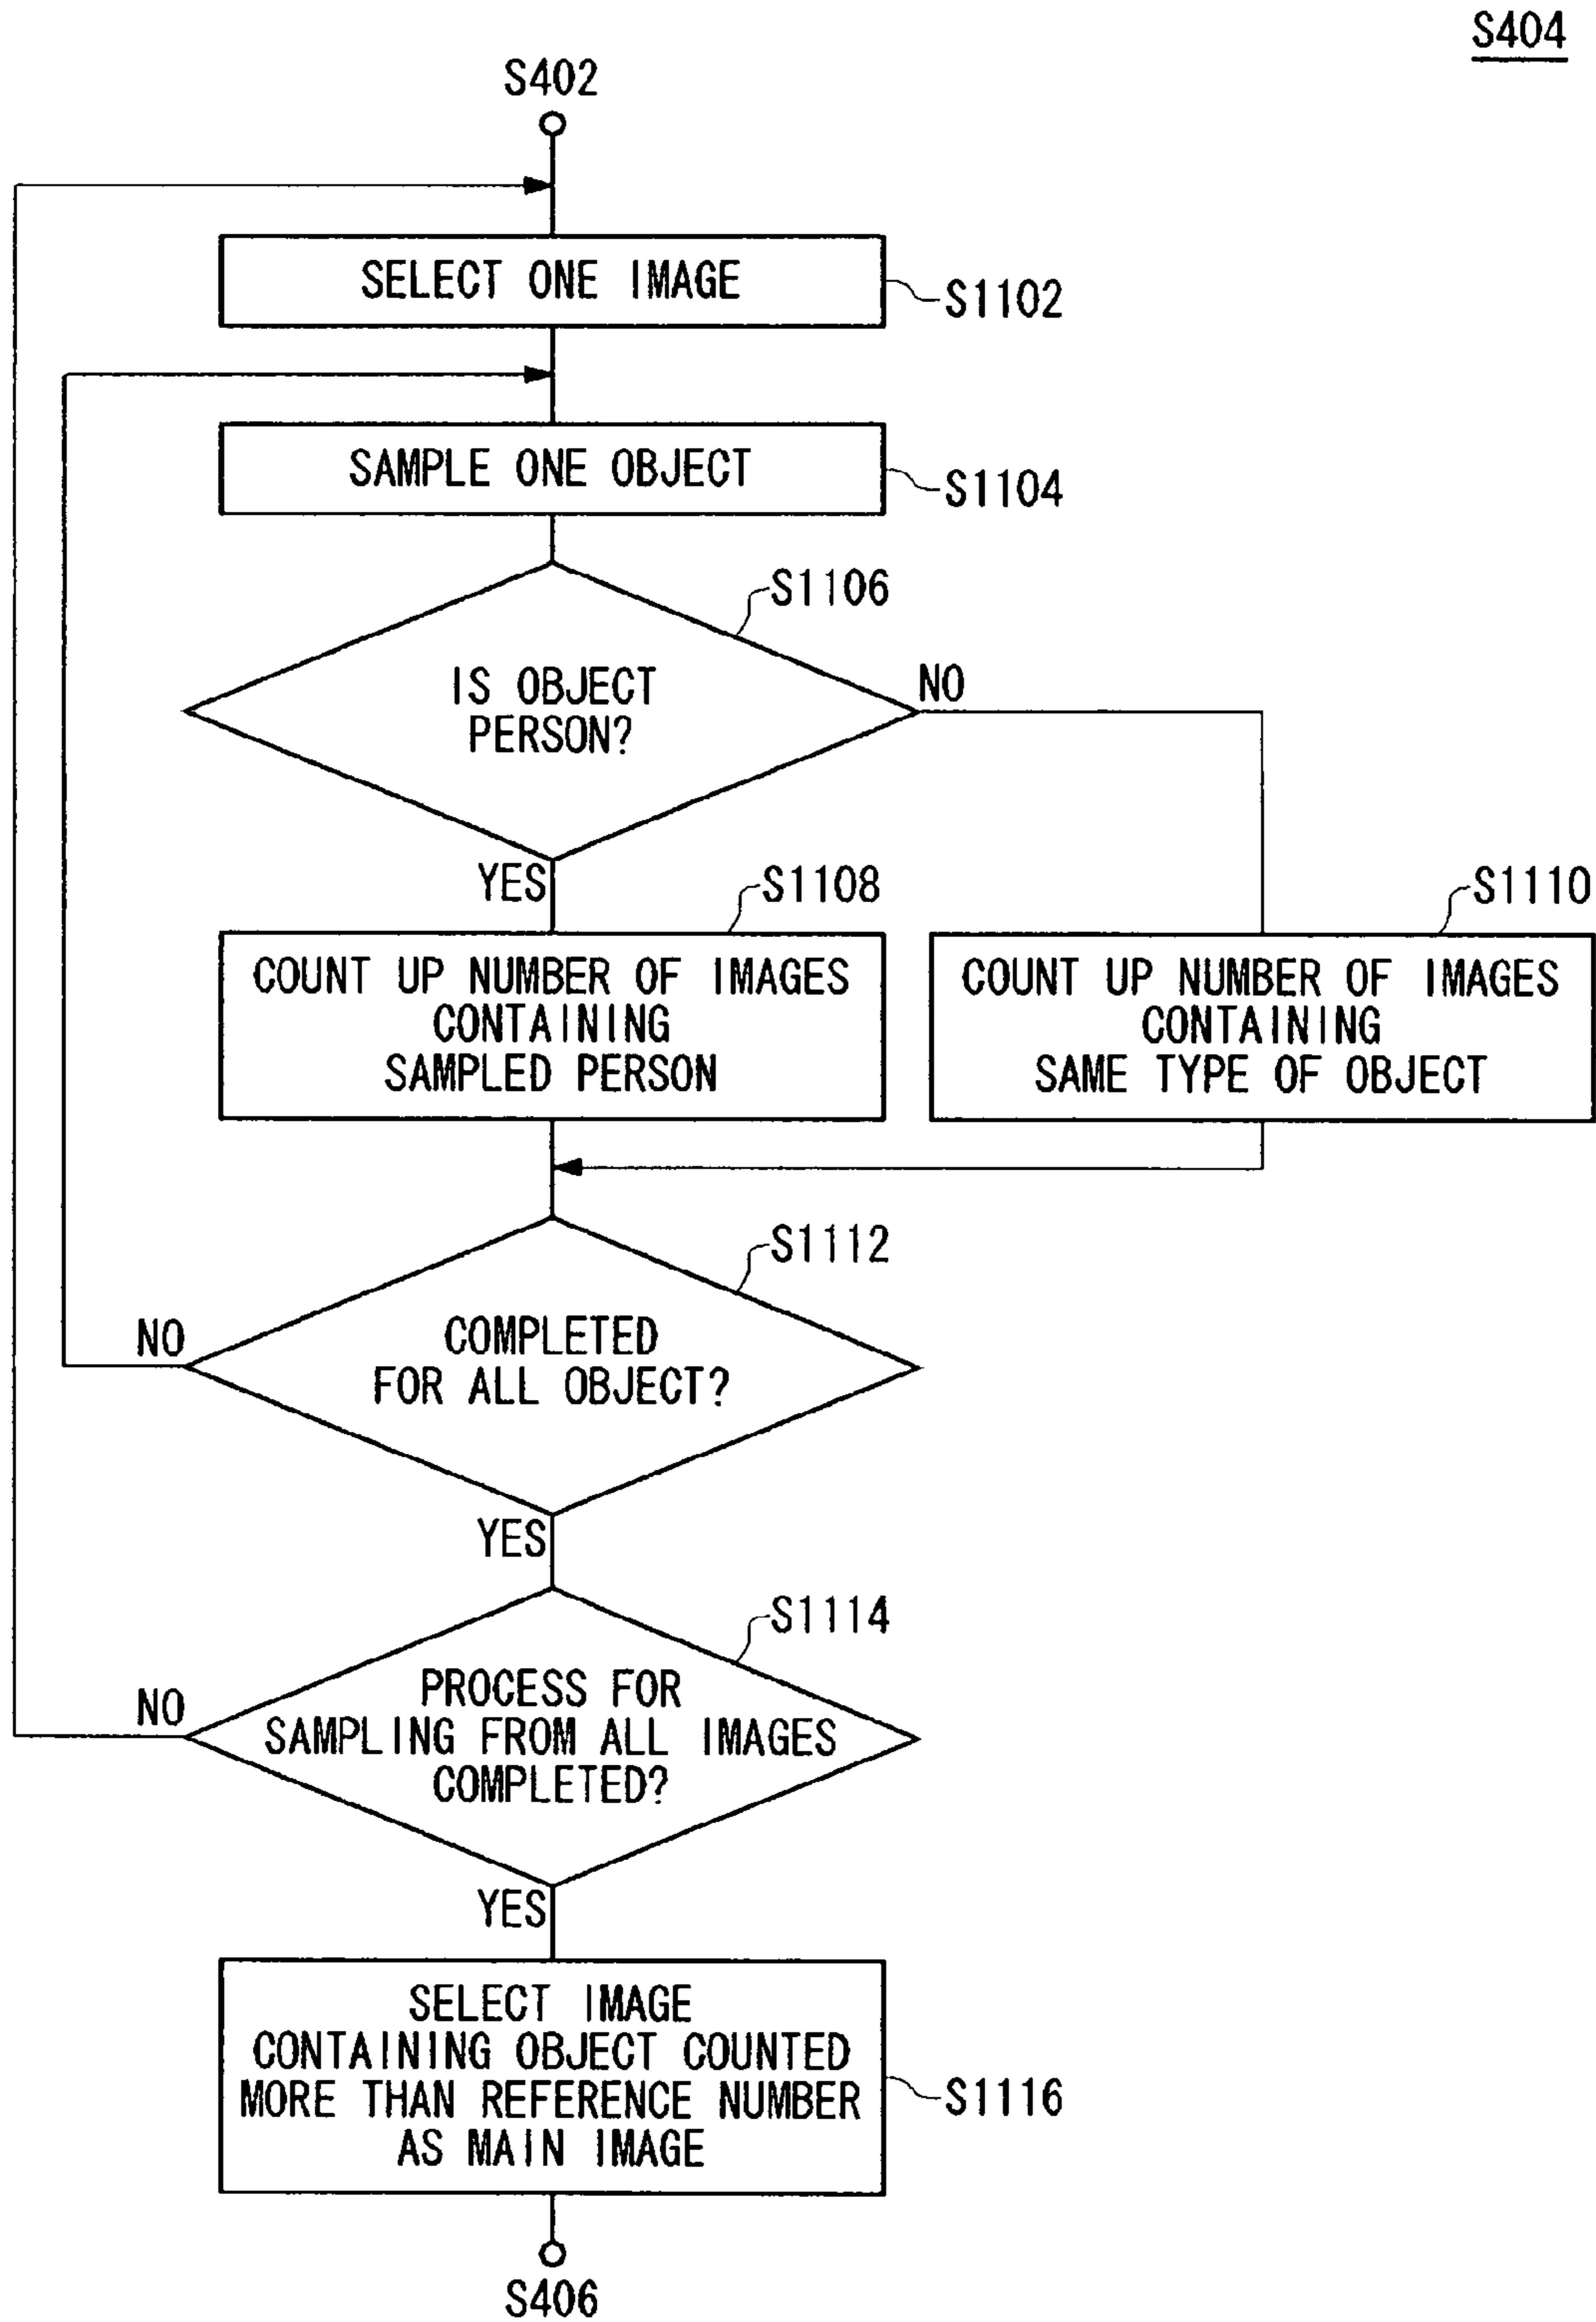 S404
S402
SELECT ONE IMAGE
S1102
SAMPLE ONE OBJECT
S1104
S1106
IS OBJECT
PERSON?
NO
YES
S1108
COUNT UP NUMBER OF IMAGES
CONTAINING
SAMPLED PERSON
S1110
COUNT UP NUMBER OF IMAGES
CONTAINING
SAME TYPE OF OBJECT
S1112
COMPLETED
FOR ALL OBJECT?
NO
YES
S1114
PROCESS FOR
SAMPLING FROM ALL IMAGES
COMPLETED?
NO
YES
SELECT IMAGE
CONTAINING OBJECT COUNTED
MORE THAN REFERENCE NUMBER
AS MAIN IMAGE
S1116
S406